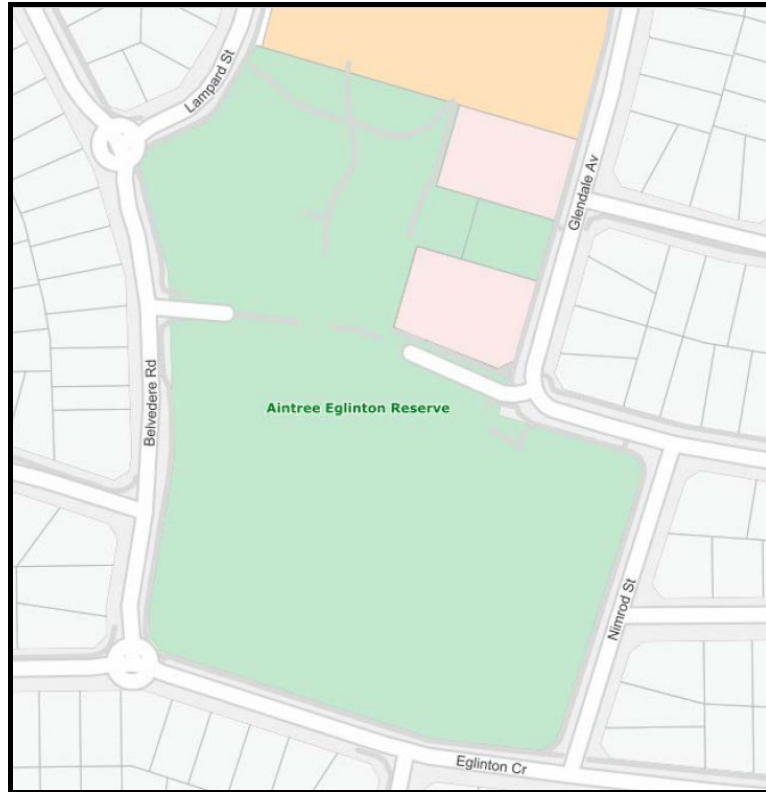 Lampard St
Glendale Av
Belvedere Rd
Aintree Eglinton Reserve
Nimrod St
Eglinton Cr